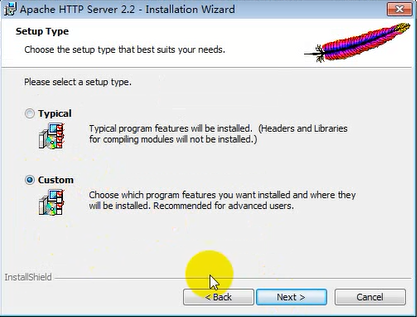 Apache HTTP Server 2.2 - Installation Wizard
Setup Type
Choose the setup type that best suits your needs.
Please select a setup type.
Typical
Typical program features will be installed. (Headers and Libraries
for compiling modules will not be installed.)
Custom
Choose which program features you want installed and where they
will be installed. Recommended for advanced users.
InstallShield
< Back
Next >
Cancel